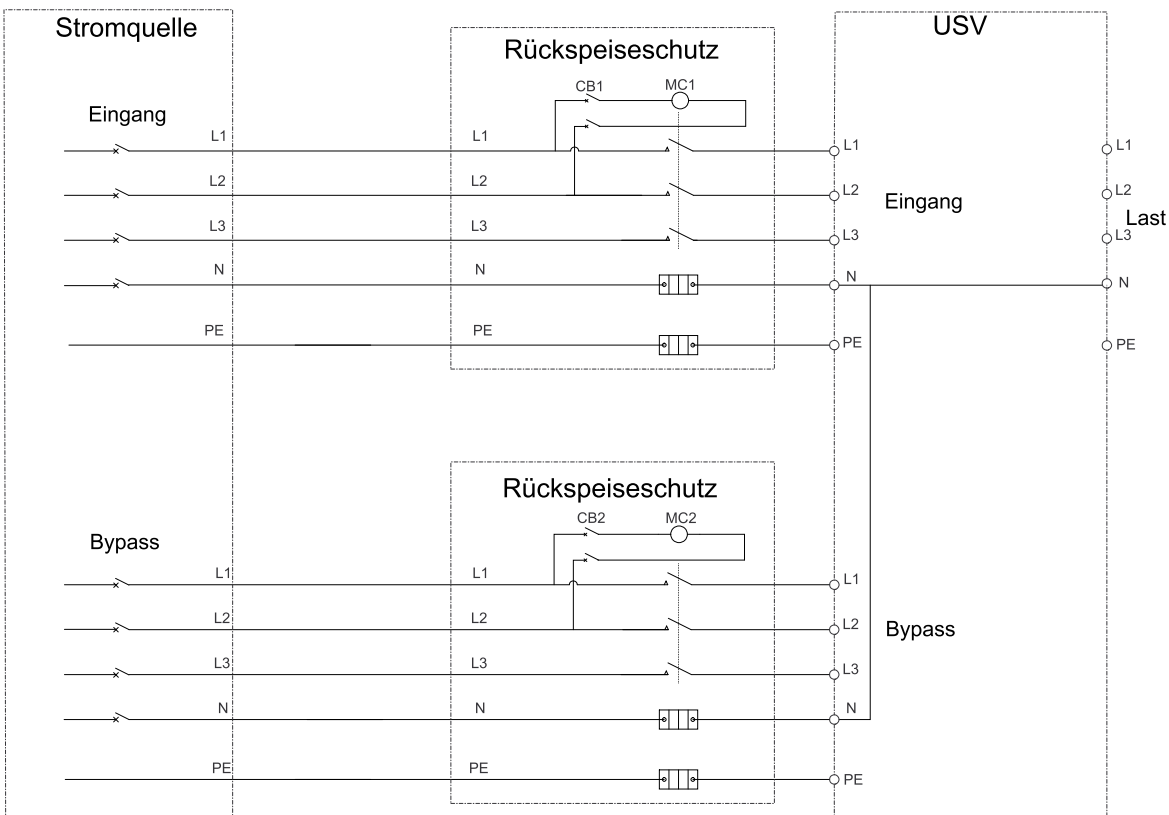 Stromquelle
Rückspeiseschutz
USV
CB1
MC1
Eingang
L1
L1
L1
L1
L2
L2
L2
L2
Eingang
Last
L3
L3
L3
L3
N
N
N
N
PE
PE
PE
PE
Rückspeiseschutz
CB2
MC2
Bypass
L1
L1
L1
L2
L2
L2
Bypass
L3
L3
L3
N
N
N
PE
PE
PE